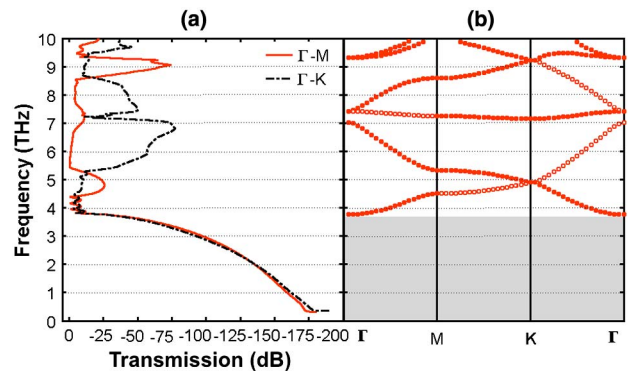 (a)
(b)
Frequency (THz)
10
9
8
7
6
5
4
3
2
1
0
Γ-M
Γ-K
0 -25 -50 -75 -100 -125 -150 -175 -200
Transmission (dB)
Γ M K Γ